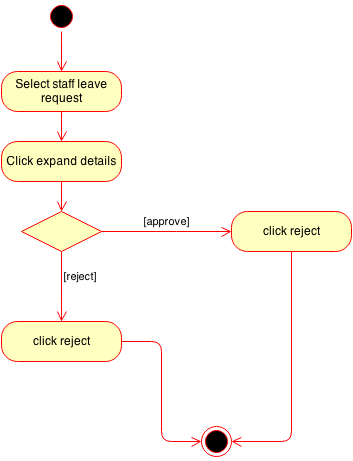 Select staff leave
request
Click expand details
[approve]
click reject
[reject]
click reject